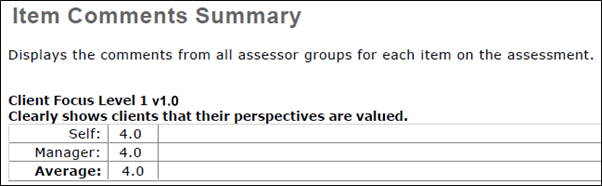 Item Comments Summary
Displays the comments from all assessor groups for each item on the assessment.
Client Focus Level 1 v1.0
Clearly shows clients that their perspectives are valued.
Self: 4.0
Manager: 4.0
Average: 4.0